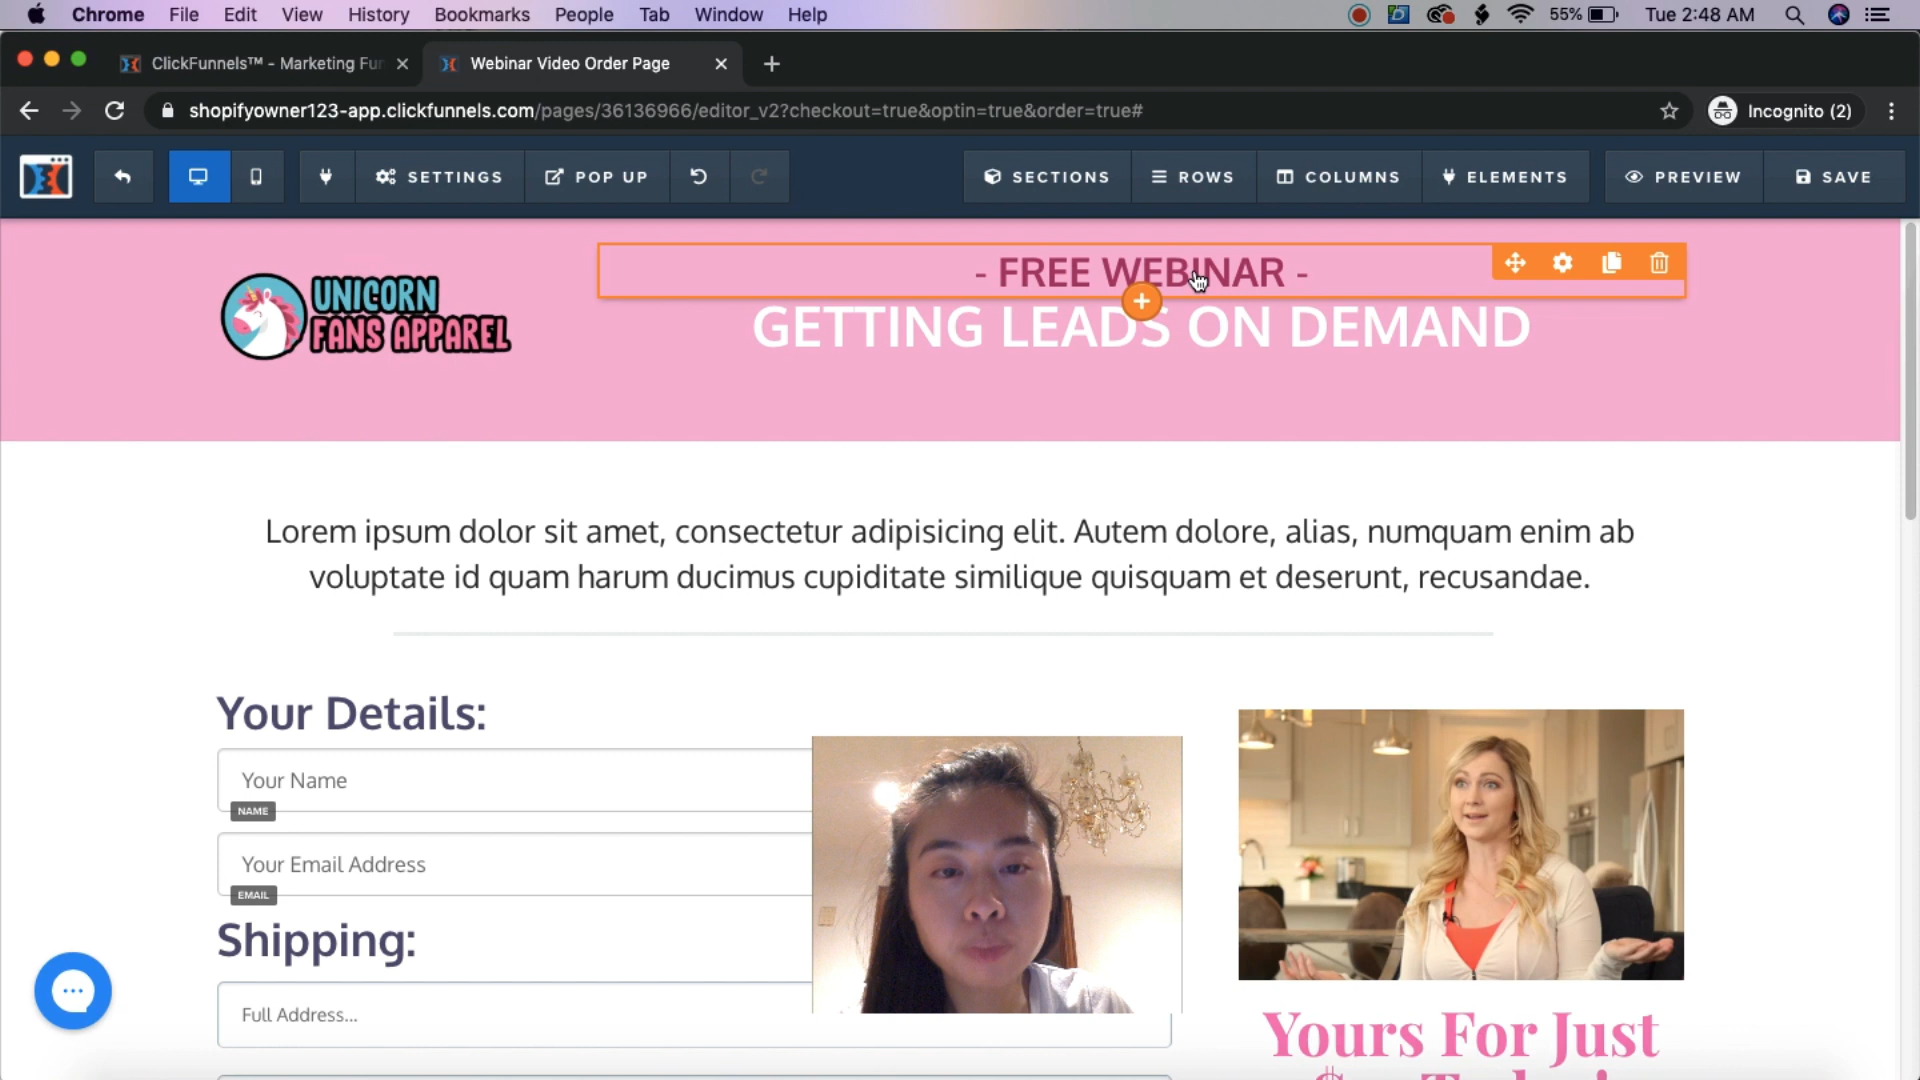 Chrome File Edit View History Bookmarks People Tab Window Help 55% Tue 2:48 AM
ClickFunnels™ - Marketing Fun Webinar Video Order Page
shopifyowner123-app.clickfunnels.com/pages/36136966/editor_v2?checkout=true&optin=true&order=true# Incognito (2)
SETTINGS POP UP SECTIONS ROWS COLUMNS ELEMENTS PREVIEW SAVE
- FREE WEBINAR -
UNICORN
FANS APPAREL
GETTING LEADS ON DEMAND
Lorem ipsum dolor sit amet, consectetur adipisicing elit. Autem dolore, alias, numquam enim ab
voluptate id quam harum ducimus cupiditate similique quisquam et deserunt, recusandae.
Your Details:
Your Name
NAME
Your Email Address
EMAIL
Shipping:
Full Address...
Yours For Just